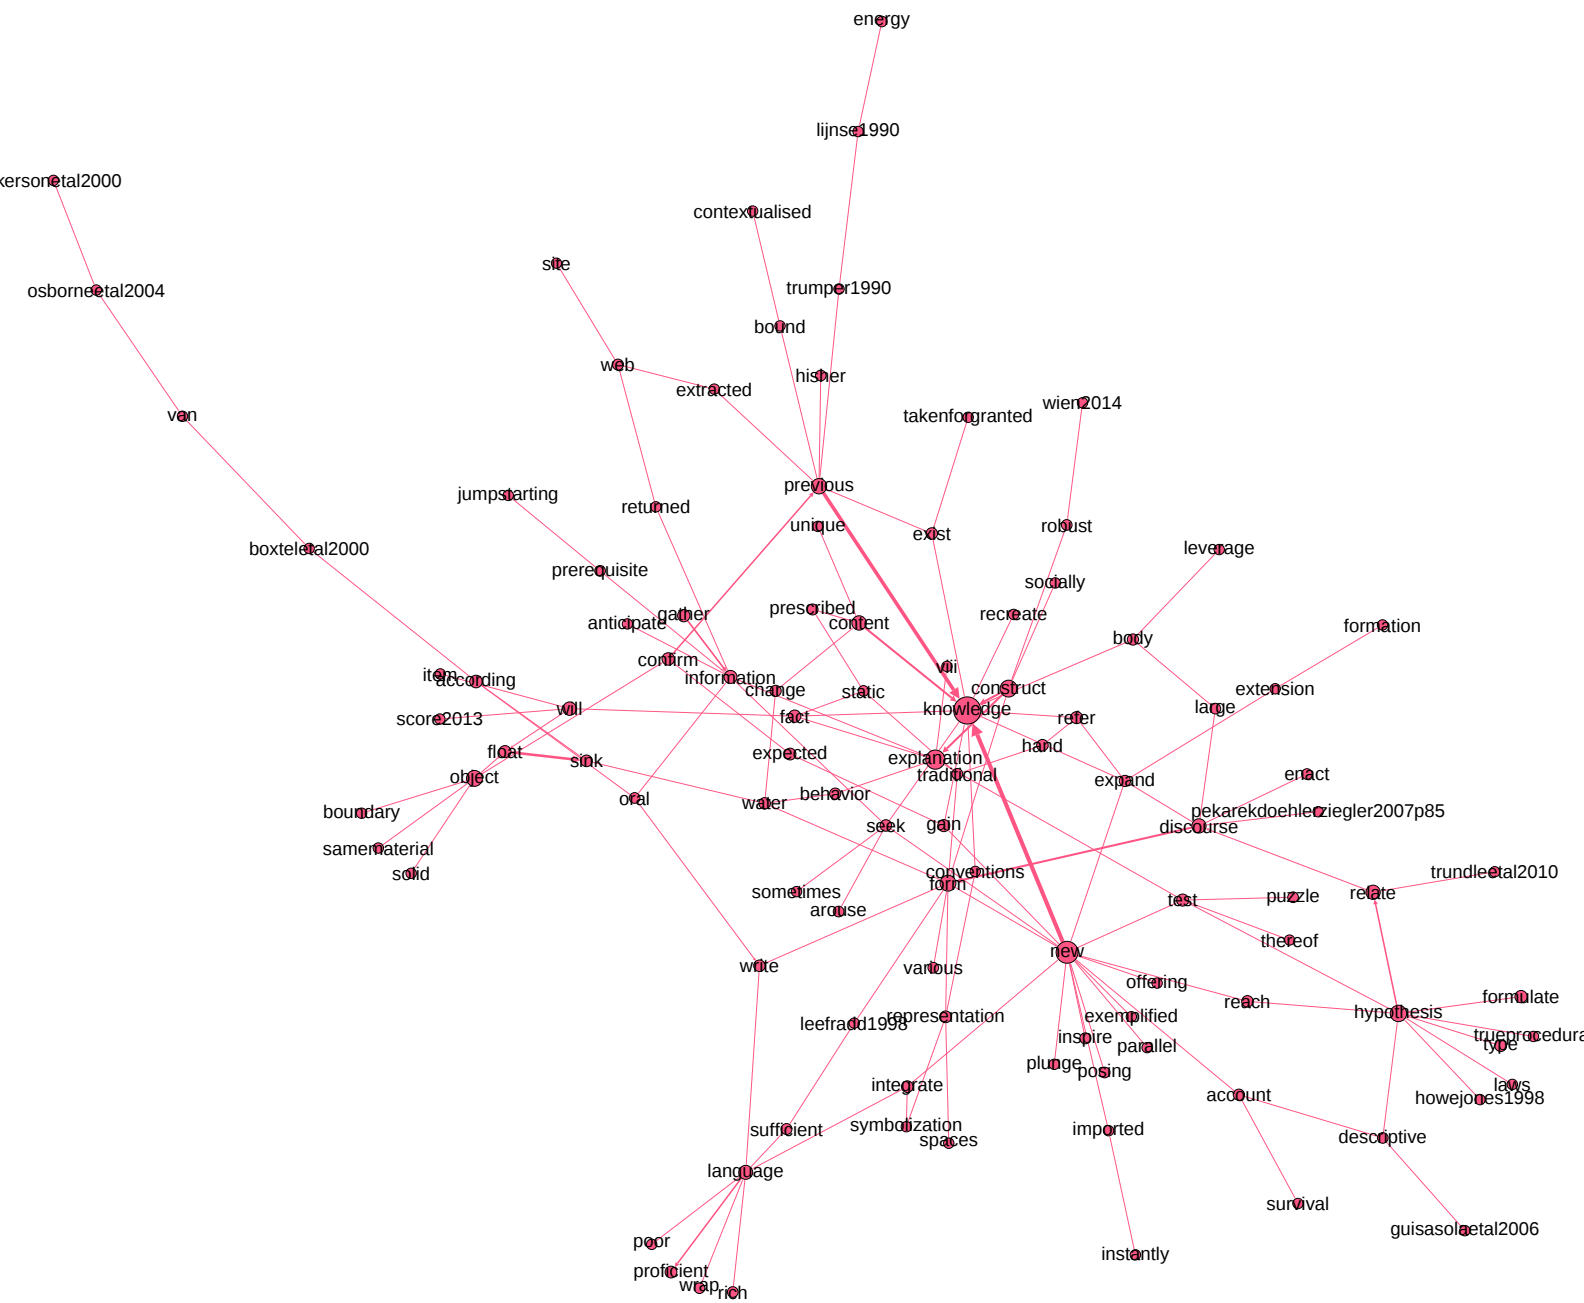 energy
lijnse1990
kersonetal2000
contextualised
site
osborneetal2004
trumper1990
bound
web
hisher
extracted
takenforgranted
wien2014
van
previous
jumpstarting
returned
unique
exist
robust
boxteletal2000
leverage
prerequisite
socially
gather
prescribed
recreate
anticipate
content
formation
body
confirm
viii
item
according
information
change
static
construct
extension
score2013
will
fact
knowledge
refer
large
float
sink
expected
explanation
hand
object
traditional
expand
enact
oral
water
behavior
boundary
pekarekdoehlerziegler2007p85
seek
gain
discourse
samematerial
solid
conventions
form
trundleetal2010
sometimes
test
puzzle
relate
arouse
thereof
write
various
new
offering
formulate
reach
leefradd1998
representation
exemplified
hypothesis
inspire
parallel
trueprocedura
type
plunge
posing
integrate
laws
account
howejones1998
symbolization
sufficient
spaces
imported
descriptive
language
survival
guisasolaetal2006
poor
instantly
proficient
wrap
rich